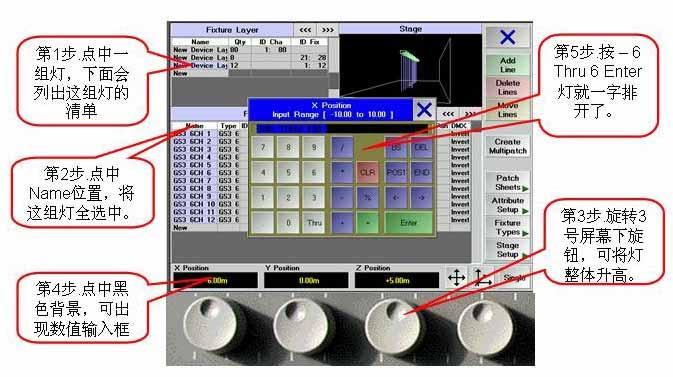 第1步.点中一
组灯，下面会
列出这组灯的
清单
第2步.点中
Name位置，将
这组灯全选中。
第4步.点中黑
色背景，可出
现数值输入框
第5步.按－6
Thru 6 Enter
灯就一字排
开了。
第3步.旋转3
号屏幕下旋
钮，可将灯
整体升高。
Fixture Layer <<< >>> Stage
Name Qty ID Cha ID Fix
New Device Laj 80 1: 80
New Device Laj 8 21: 28
New Device Laj 12 1: 12
New
X Position
Input Range [ -10.00 to 10.00 ]
7 8 9 / BS DEL
4 5 6 * CLR POS1 END
1 2 3 - % ← →
0 Thru + Enter
<<< >>>
Name Type ID DMX
GS3 6CH 1 GS3 6 Invert
GS3 6CH 2 GS3 6 Invert
GS3 6CH 3 GS3 6 Invert
GS3 6CH 4 GS3 6 Invert
GS3 6CH 5 GS3 6 Invert
GS3 6CH 6 GS3 6 Invert
GS3 6CH 7 GS3 6 Invert
GS3 6CH 8 GS3 6 Invert
GS3 6CH 9 GS3 6 Invert
GS3 6CH 10 GS3 6 Invert
GS3 6CH 11 GS3 6 Invert
GS3 6CH 12 GS3 6 Invert
New
Add
Line
Delete
Lines
Move
Lines
Create
Multipatch
Patch
Sheets
Attribute
Setup
Fixture
Types
Stage
Setup
X Position Y Position Z Position
6.00m 0.00m +5.00m Single